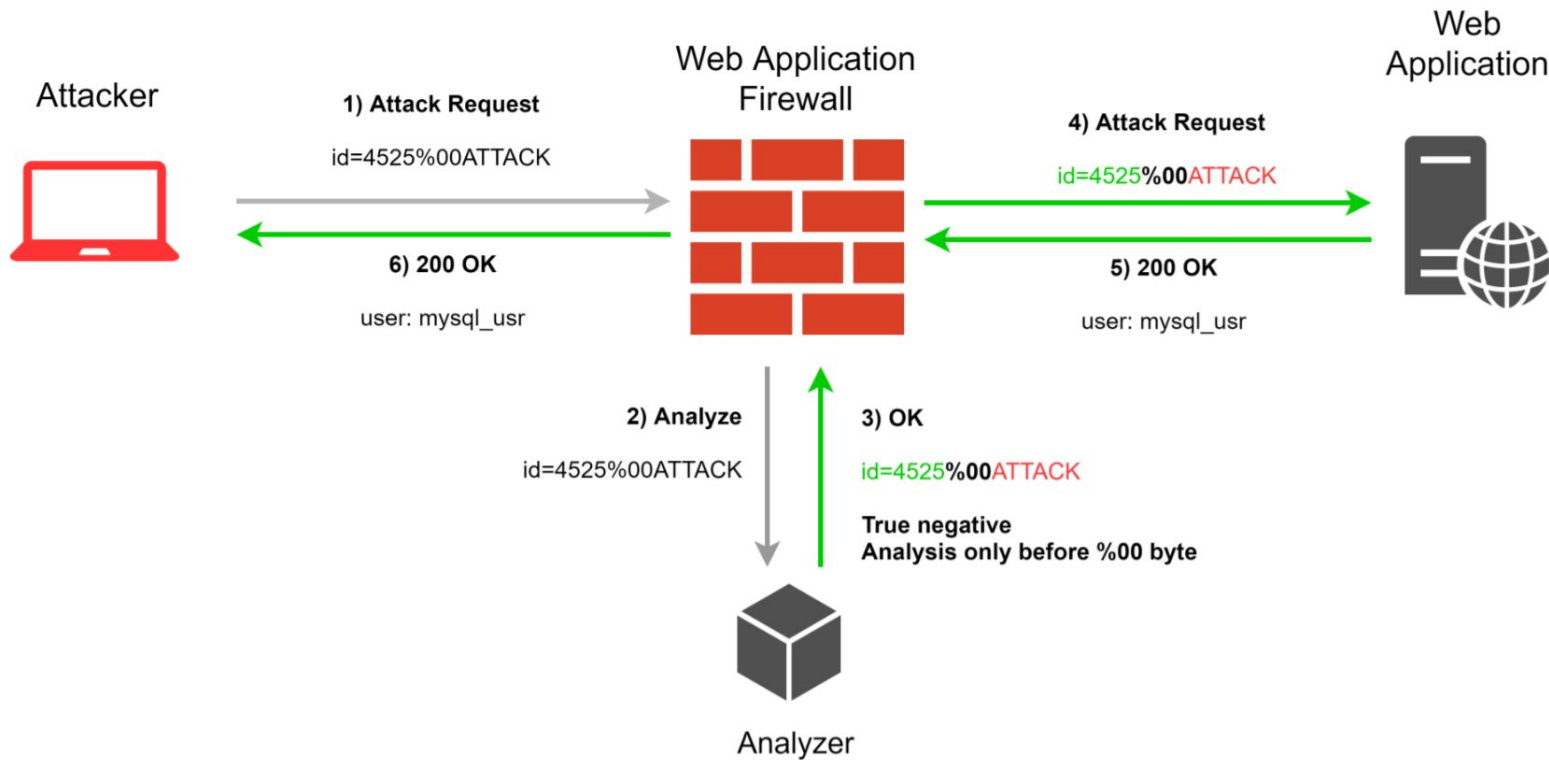 Attacker
1) Attack Request
id=4525%00ATTACK
6) 200 OK
user: mysql_usr
Web Application
Firewall
4) Attack Request
id=4525%00ATTACK
5) 200 OK
user: mysql_usr
Web
Application
2) Analyze
id=4525%00ATTACK
3) OK
id=4525%00ATTACK
True negative
Analysis only before %00 byte
Analyzer